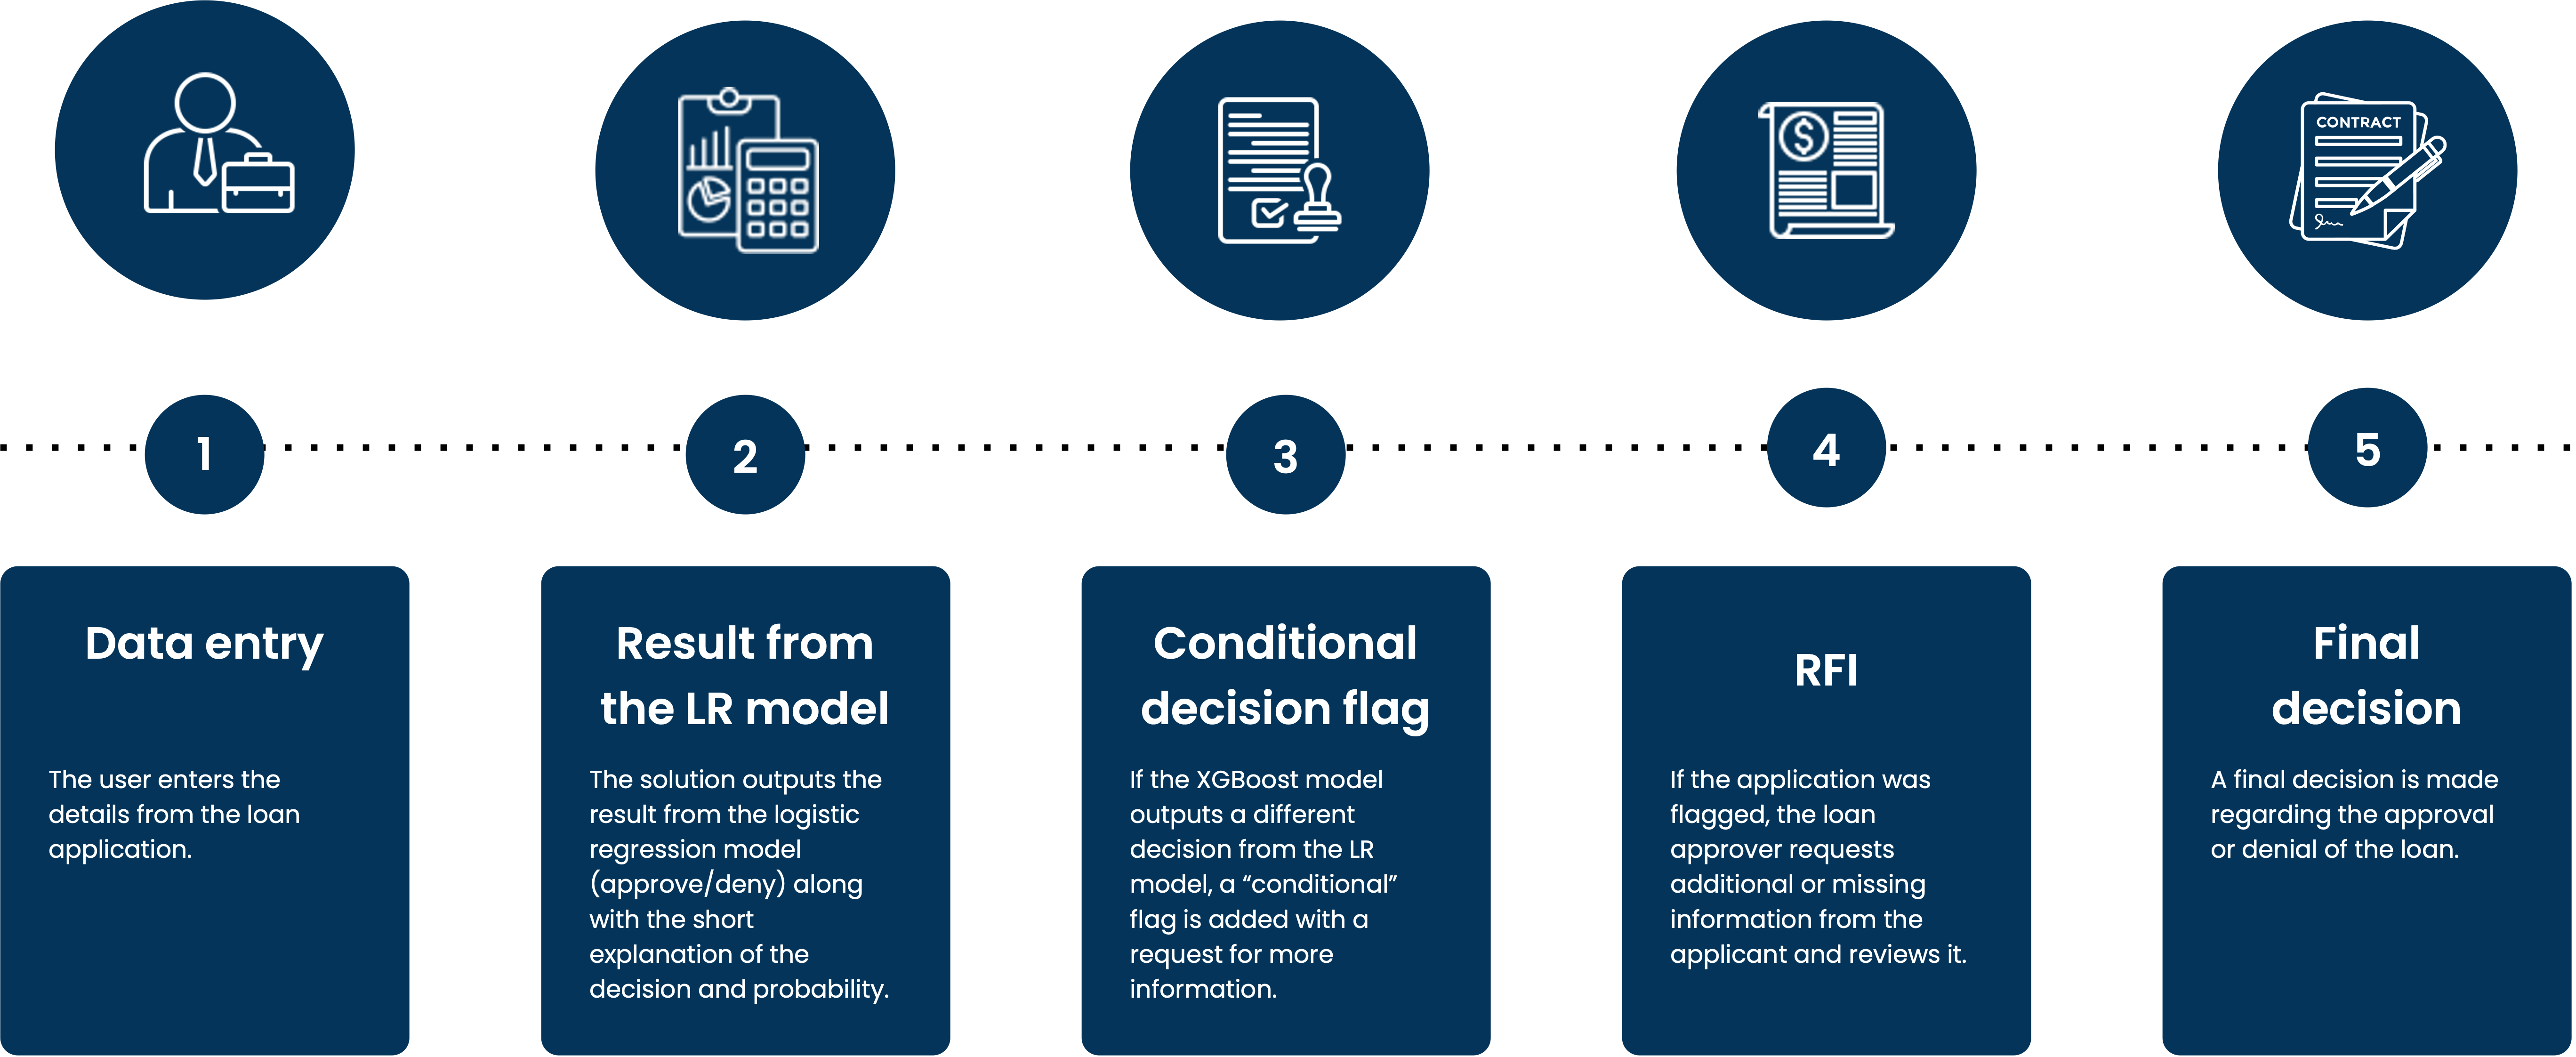 CONTRACT
1
2
3
4
5
Data entry
The user enters the
details from the loan
application.
Result from
the LR model
The solution outputs the
result from the logistic
regression model
(approve/deny) along
with the short
explanation of the
decision and probability.
Conditional
decision flag
If the XGBoost model
outputs a different
decision from the LR
model, a “conditional”
flag is added with a
request for more
information.
RFI
If the application was
flagged, the loan
approver requests
additional or missing
information from the
applicant and reviews it.
Final
decision
A final decision is made
regarding the approval
or denial of the loan.